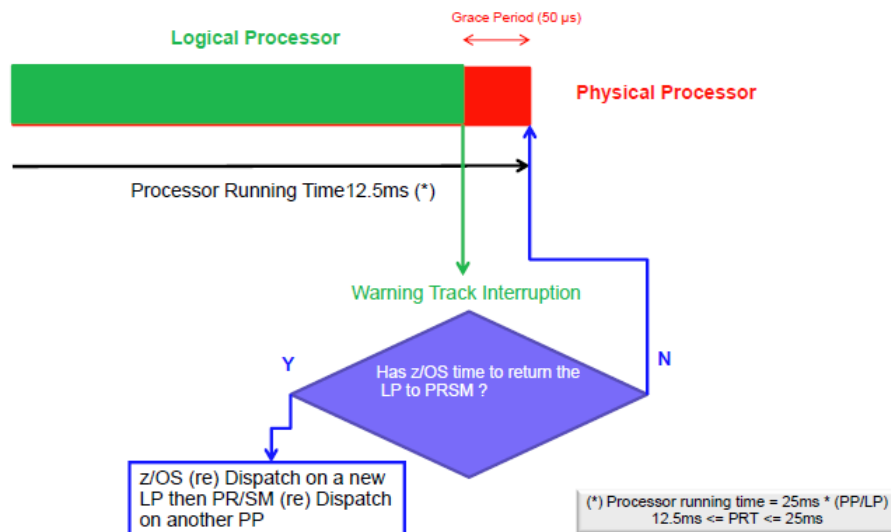 Grace Period (50 µs)
Logical Processor
Physical Processor
Processor Running Time12.5ms (*)
Warning Track Interruption
Y
N
Has z/OS time to return the
LP to PRSM ?
z/OS (re) Dispatch on a new
LP then PR/SM (re) Dispatch
on another PP
(*) Processor running time = 25ms * (PP/LP)
12.5ms <= PRT <= 25ms